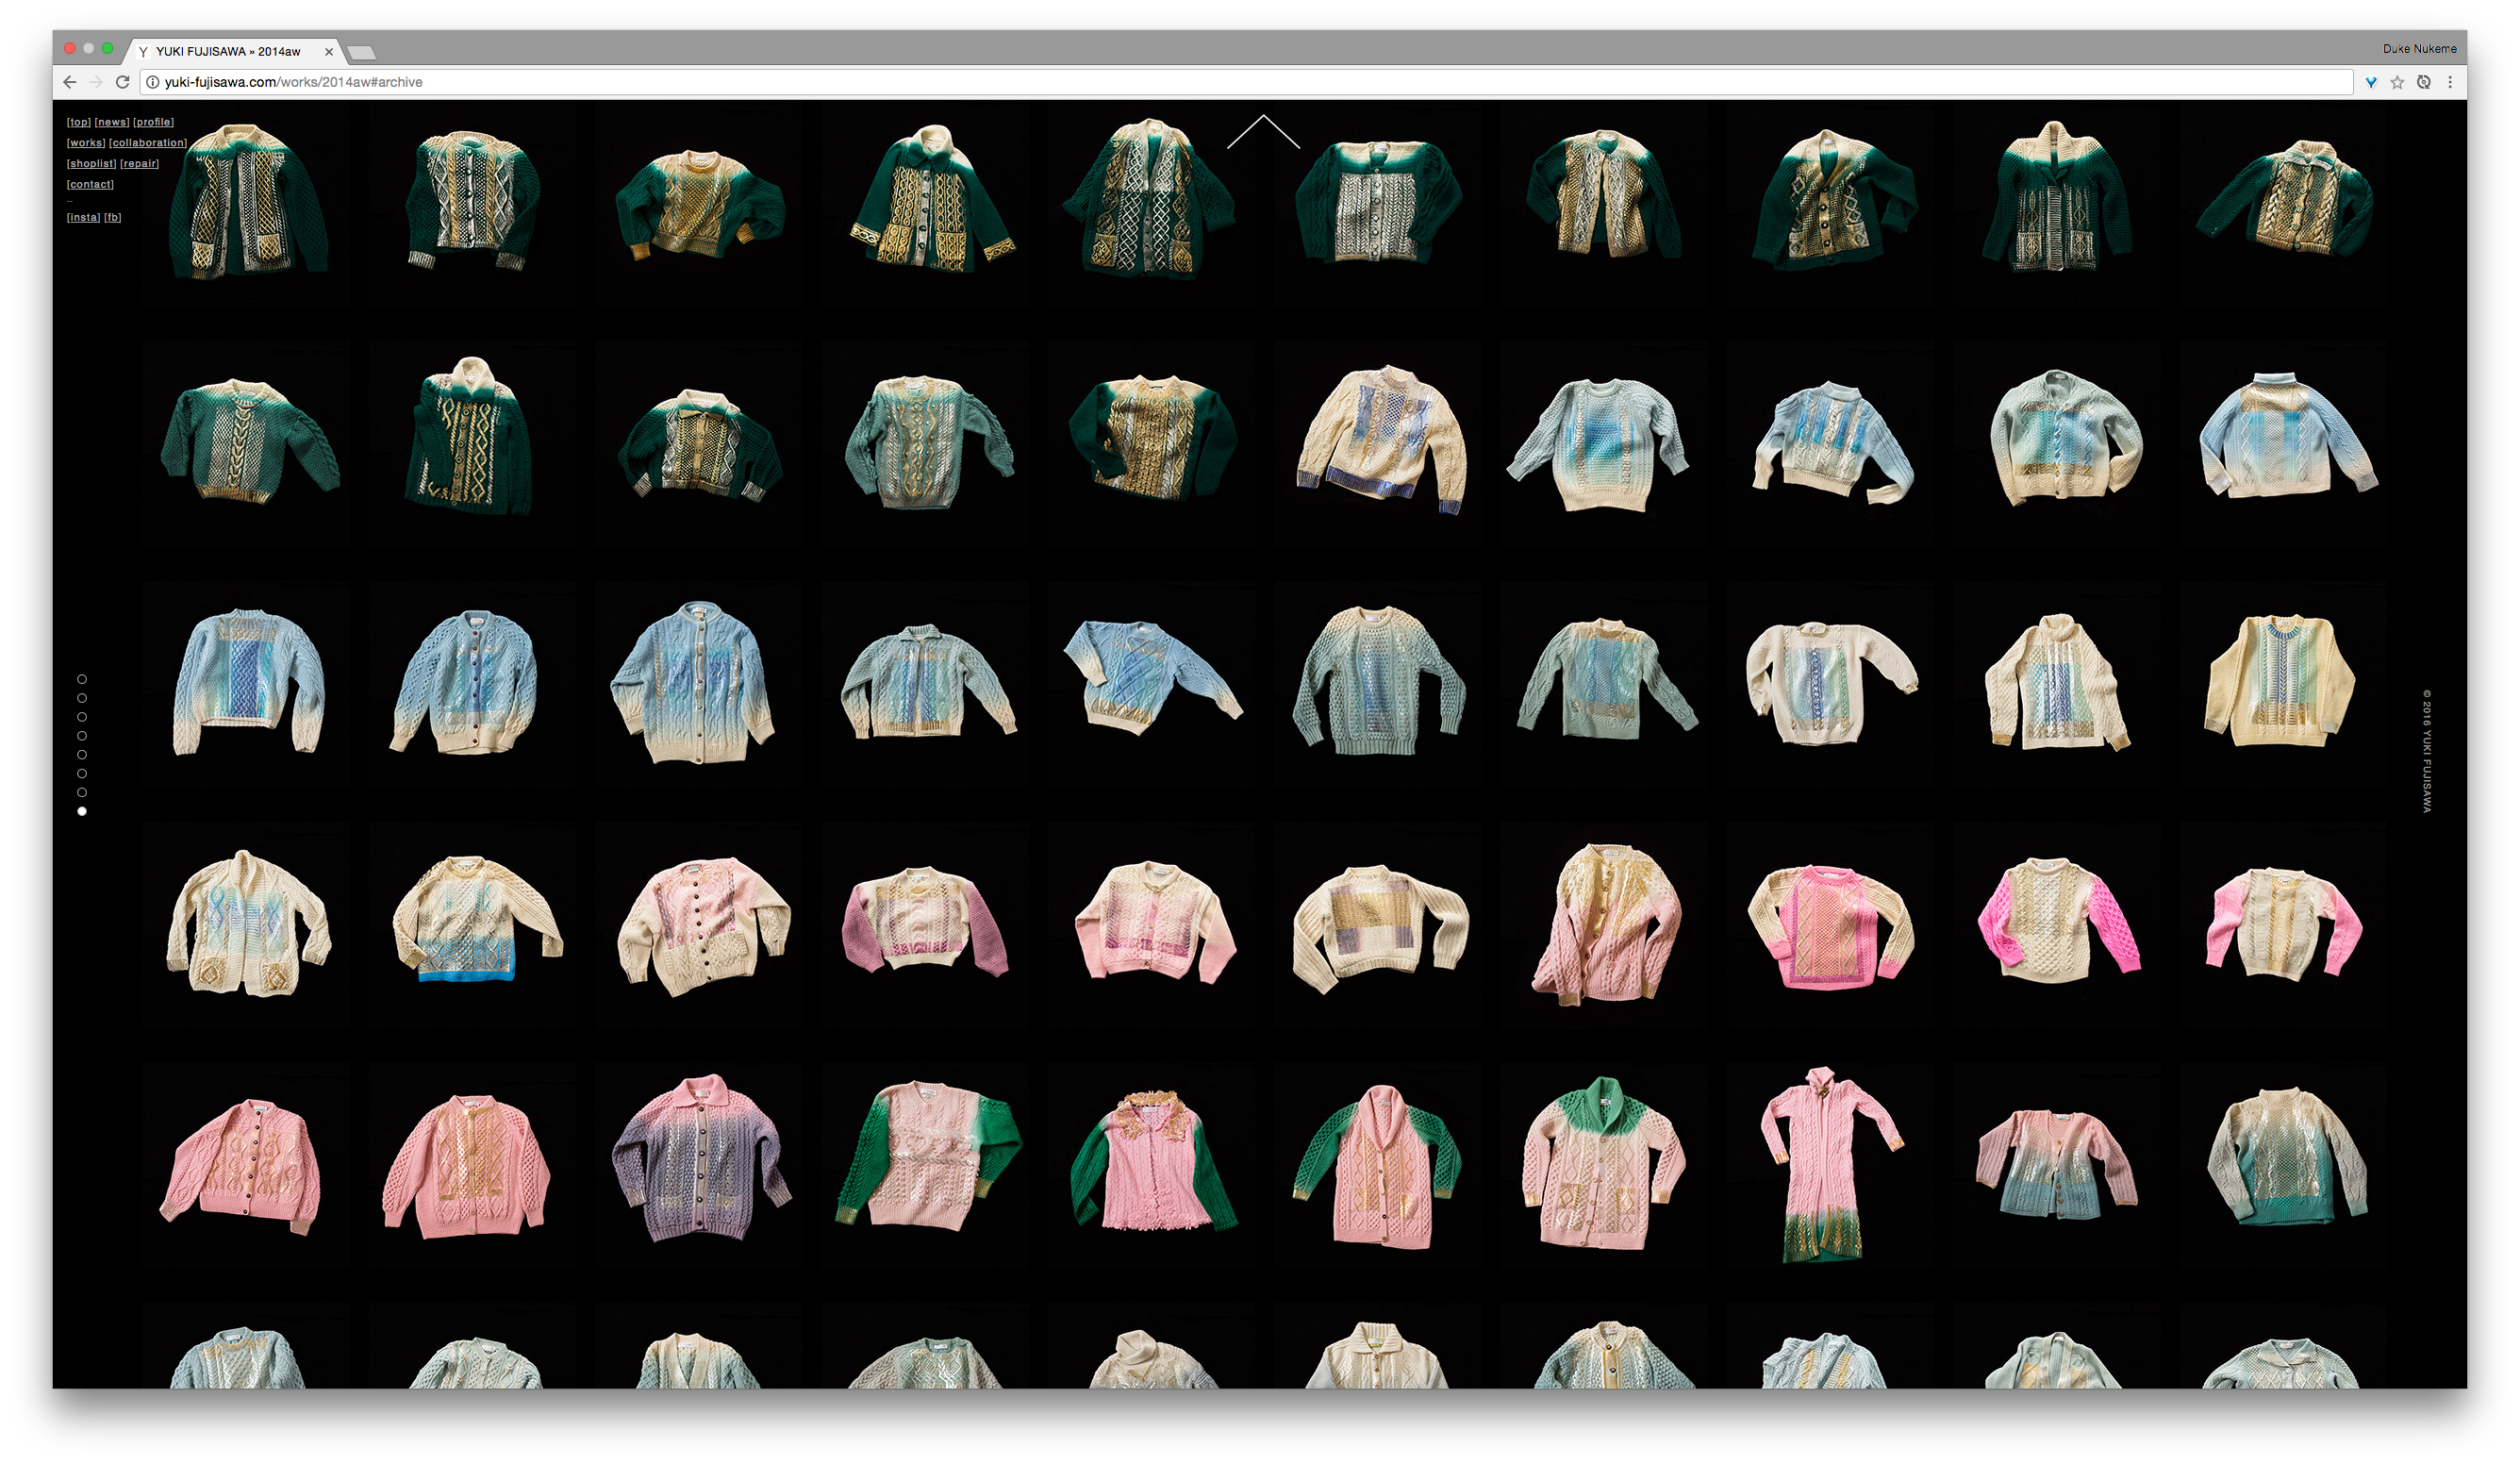 YUKI FUJISAWA » 2014aw
Duke Nukeme
yuki-fujisawa.com/works/2014aw#archive
[top] [news] [profile]
[works] [collaboration]
[shoplist] [repair]
[contact]
–
[insta] [fb]
© 2016 YUKI FUJISAWA